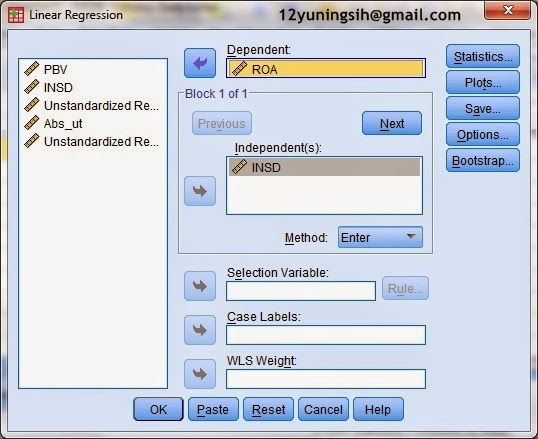 Linear Regression
12yuningsih@gmail.com
PBV
INSD
Unstandardized Re...
Abs_ut
Unstandardized Re...
Dependent:
ROA
Block 1 of 1
Previous
Next
Independent(s):
INSD
Method:
Enter
Selection Variable:
Rule...
Case Labels:
WLS Weight:
Statistics...
Plots...
Save...
Options...
Bootstrap...
OK
Paste
Reset
Cancel
Help